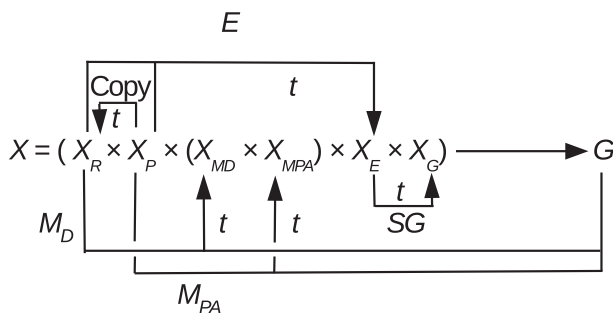 E
Copy
t
t
X = ( X_R × X_P × (X_MD × X_MPA) × X_E × X_G) G
t
M_D
t
t
SG
M_PA